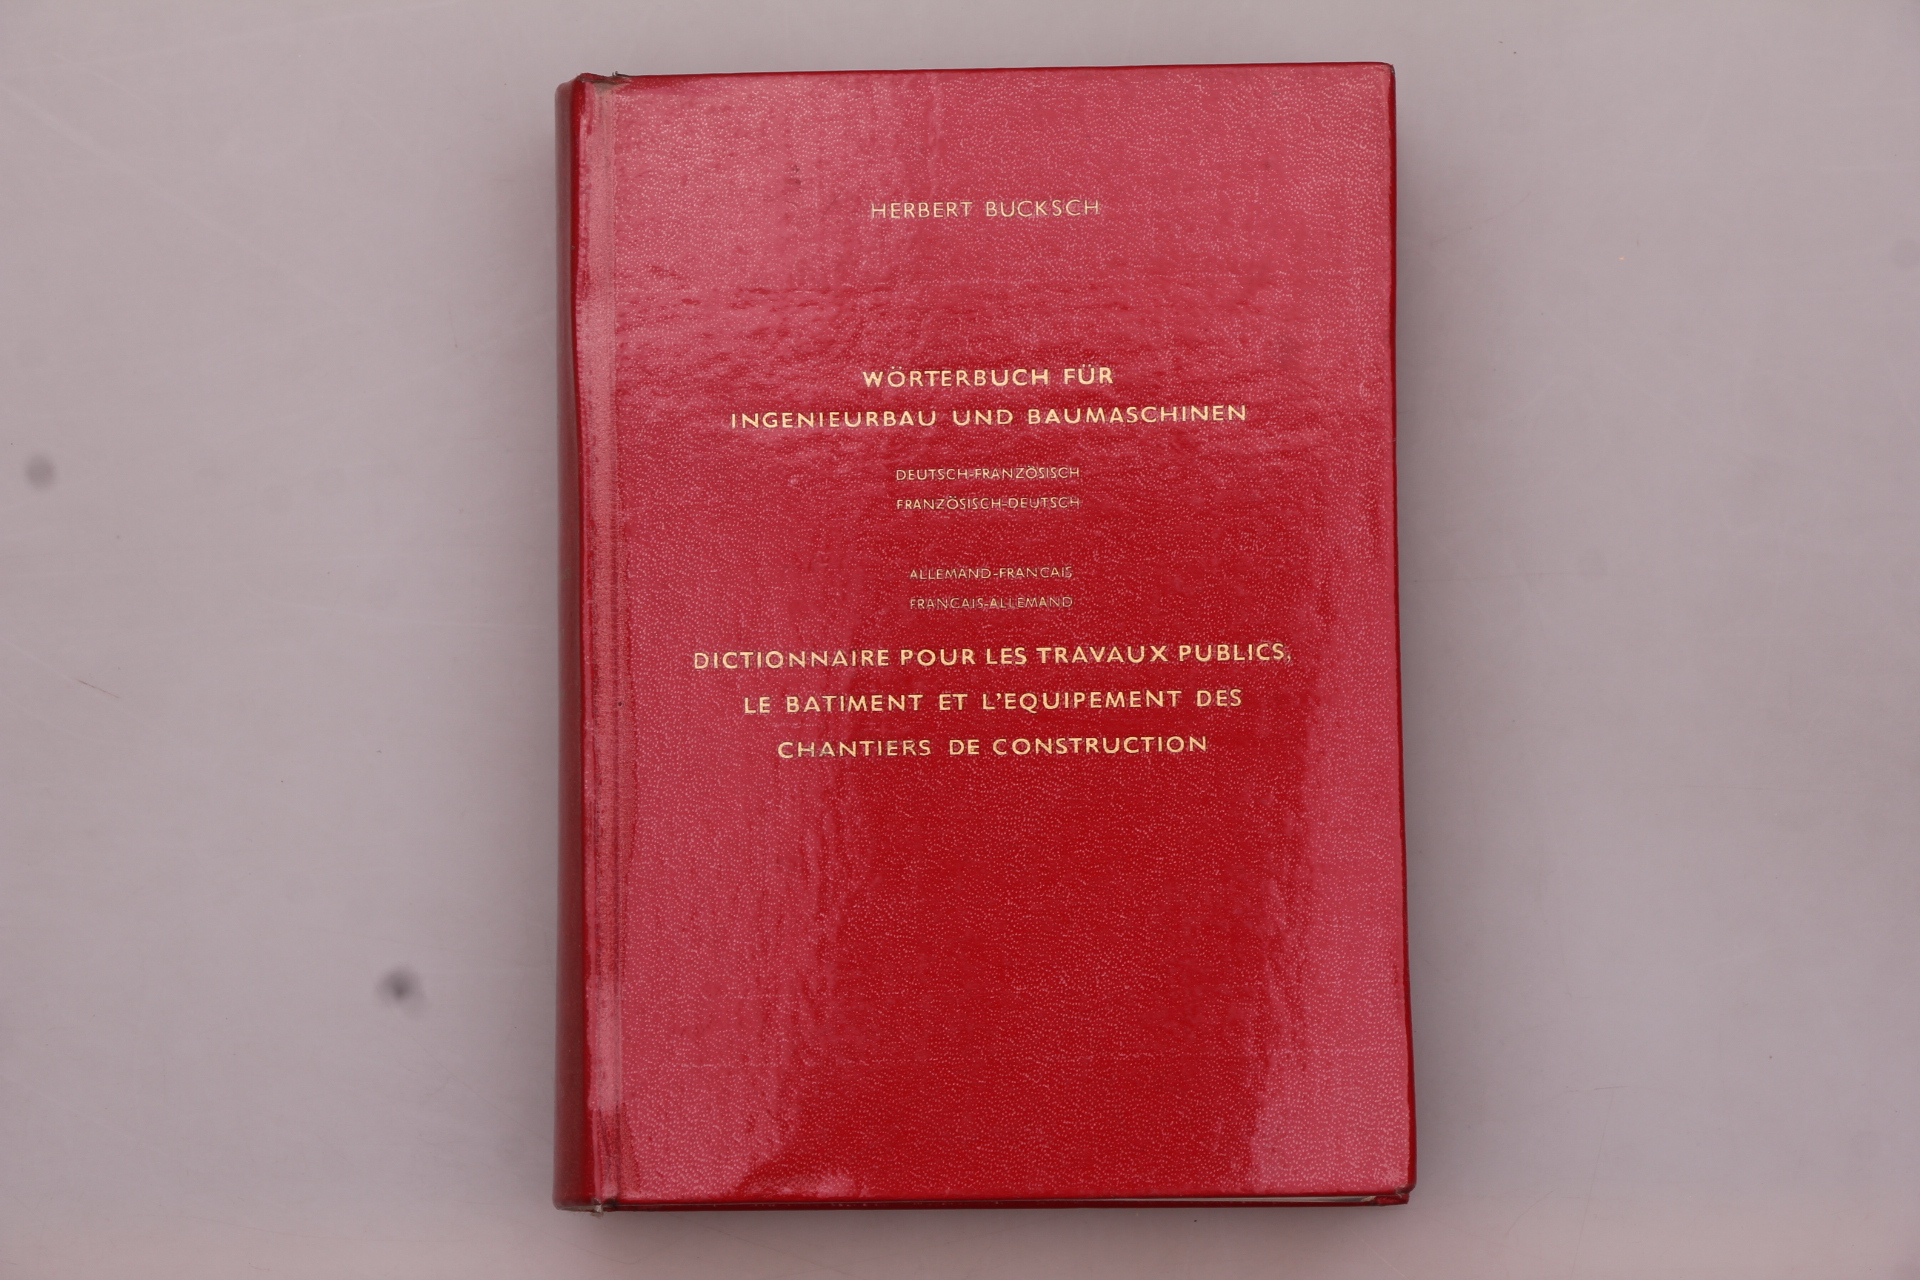 HERBERT BUCKSCH
WÖRTERBUCH FÜR
INGENIEURBAU UND BAUMASCHINEN
DEUTSCH-FRANZÖSISCH
FRANZÖSISCH-DEUTSCH
ALLEMAND-FRANCAIS
FRANCAIS-ALLEMAND
DICTIONNAIRE POUR LES TRAVAUX PUBLICS,
LE BATIMENT ET L'EQUIPEMENT DES
CHANTIERS DE CONSTRUCTION